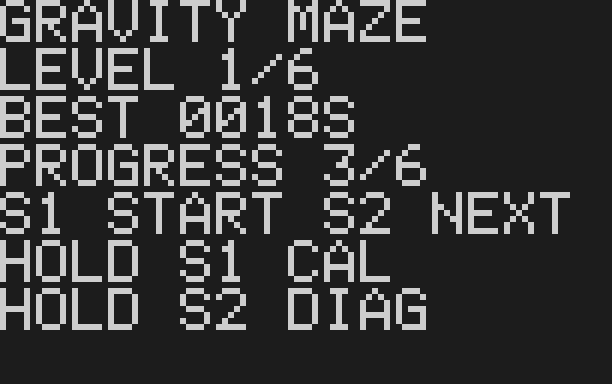 GRAVITY MAZE
LEVEL 1/6
BEST 0018S
PROGRESS 3/6
S1 START S2 NEXT
HOLD S1 CAL
HOLD S2 DIAG